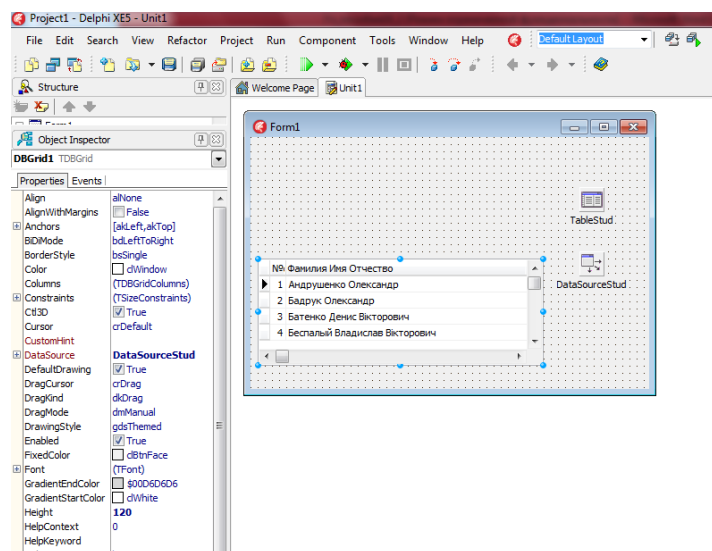 Project1 - Delphi XE5 - Unit1
File Edit Search View Refactor Project Run Component Tools Window Help Default Layout
Structure
Welcome Page Unit1
Form1
Object Inspector
DBGrid1 TDBGrid
Properties Events
Align alNone
AlignWithMargins False
Anchors [akLeft,akTop]
BiDiMode bdLeftToRight
BorderStyle bsSingle
Color clWindow
Columns (TDBGridColumns)
Constraints (TSizeConstraints)
Ctl3D True
Cursor crDefault
CustomHint
DataSource DataSourceStud
DefaultDrawing True
DragCursor crDrag
DragKind dkDrag
DragMode dmManual
DrawingStyle gdsThemed
Enabled True
FixedColor clBtnFace
Font (TFont)
GradientEndColor $00D6D6D6
GradientStartColor clWhite
Height 120
HelpContext 0
HelpKeyword
Form1
TableStud
DataSourceStud
№ Фамилия Имя Отчество
1 Андрушенко Олександр
2 Бадрук Олександр
3 Батенко Денис Вікторович
4 Беспалый Владислав Вікторович